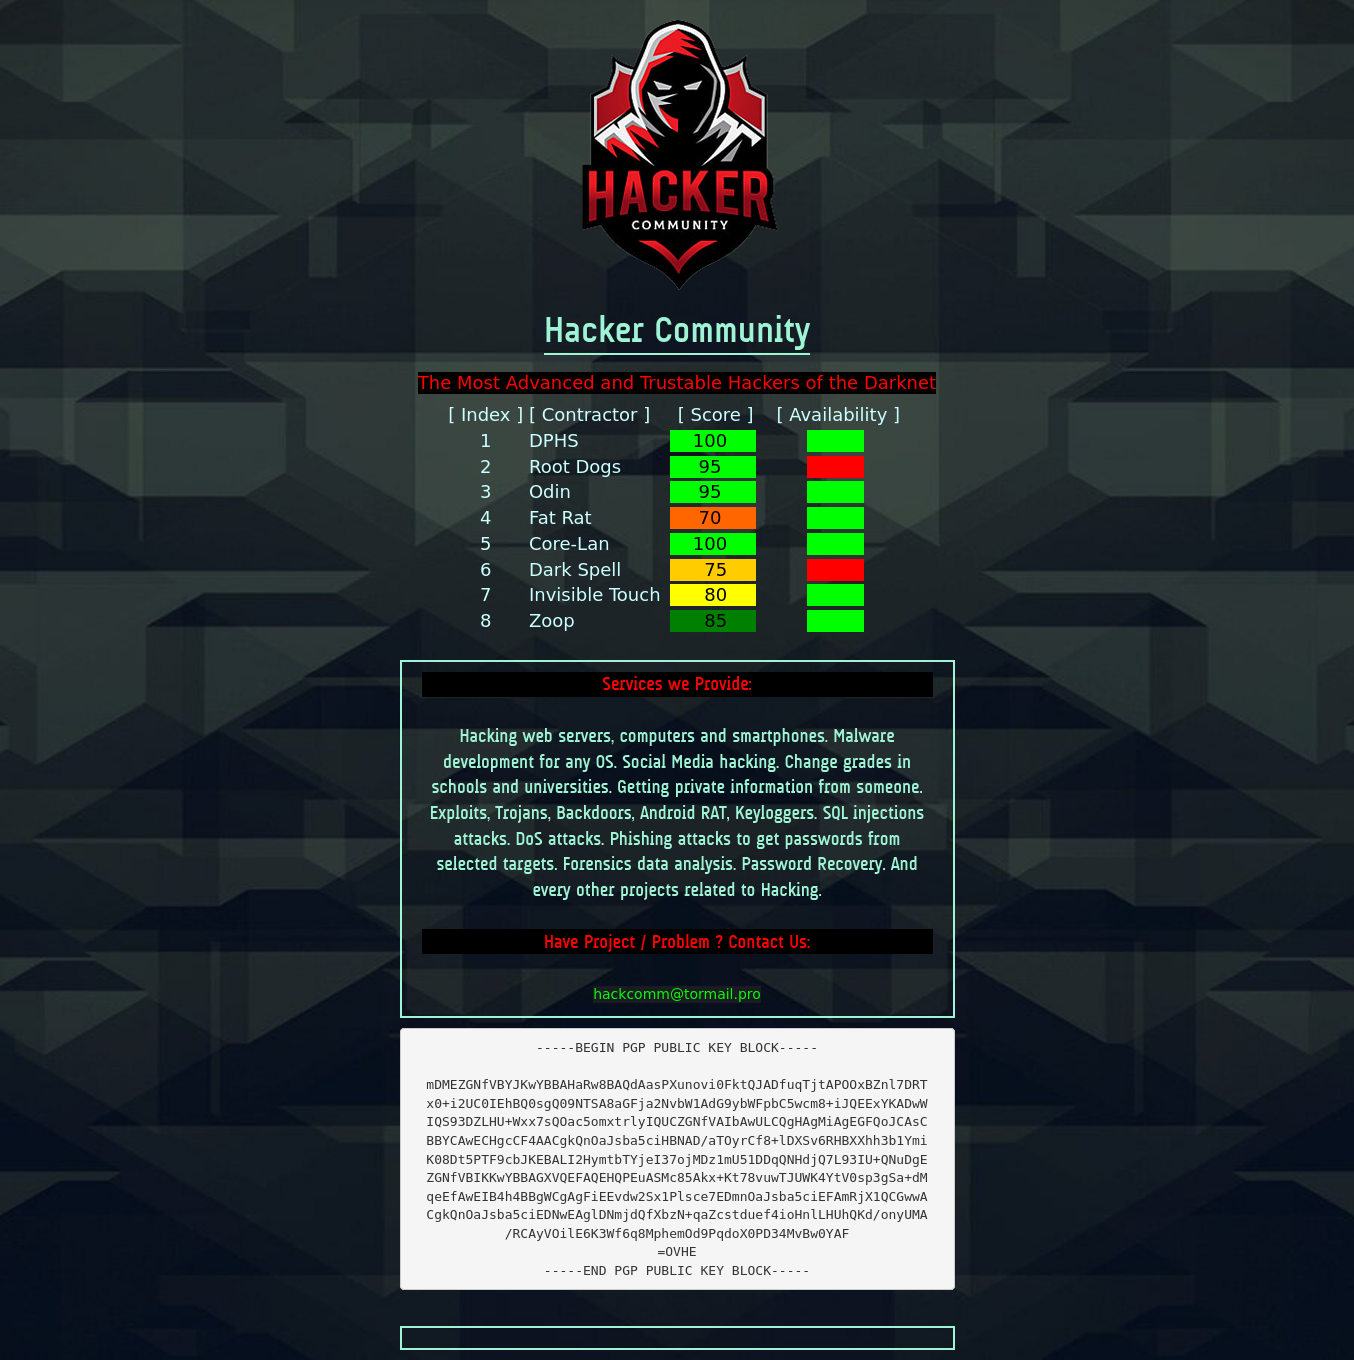 HACKER
COMMUNITY
Hacker Community
The Most Advanced and Trustable Hackers of the Darknet
[ Index ] [ Contractor ] [ Score ] [ Availability ]
1 DPHS 100
2 Root Dogs 95
3 Odin 95
4 Fat Rat 70
5 Core-Lan 100
6 Dark Spell 75
7 Invisible Touch 80
8 Zoop 85
Services we Provide:
Hacking web servers, computers and smartphones. Malware
development for any OS. Social Media hacking. Change grades in
schools and universities. Getting private information from someone.
Exploits, Trojans, Backdoors, Android RAT, Keyloggers. SQL injections
attacks. DoS attacks. Phishing attacks to get passwords from
selected targets. Forensics data analysis. Password Recovery. And
every other projects related to Hacking.
Have Project / Problem ? Contact Us:
hackcomm@tormail.pro
-----BEGIN PGP PUBLIC KEY BLOCK-----
mDMEZGNfVBYJKwYBBAHaRw8BAQdAasPXunovi0FktQJADfuqTjtAPOOxBZnl7DRT
x0+i2UC0IEhBQ0sgQ09NTSA8aGFja2NvbW1AdG9ybWFpbC5wcm8+iJQEExYKADwW
IQS93DZLHU+Wxx7sQOac5omxtrlyIQUCZGNfVAIbAwULCQgHAgMiAgEGFQoJCAsC
BBYCAwECHgcCF4AACgkQnOaJsba5ciHBNAD/aTOyrCf8+lDXSv6RHBXXhh3b1Ymi
K08Dt5PTF9cbJKEBALI2HymtbTYjeI37ojMDz1mU51DDqQNHdjQ7L93IU+QNuDgE
ZGNfVBIKKwYBBAGXVQEFAQEHQPEuASMc85Akx+Kt78vuwTJUWK4YtV0sp3gSa+dM
qeEfAwEIB4h4BBgWCgAgFiEEvdw2Sx1Plsce7EDmnOaJsba5ciEFAmRjX1QCGwwA
CgkQnOaJsba5ciEDNwEAglDNmjdQfXbzN+qaZcstduef4ioHnlLHUhQKd/onyUMA
/RCAyVOilE6K3Wf6q8MphemOd9PqdoX0PD34MvBw0YAF
=OVHE
-----END PGP PUBLIC KEY BLOCK-----